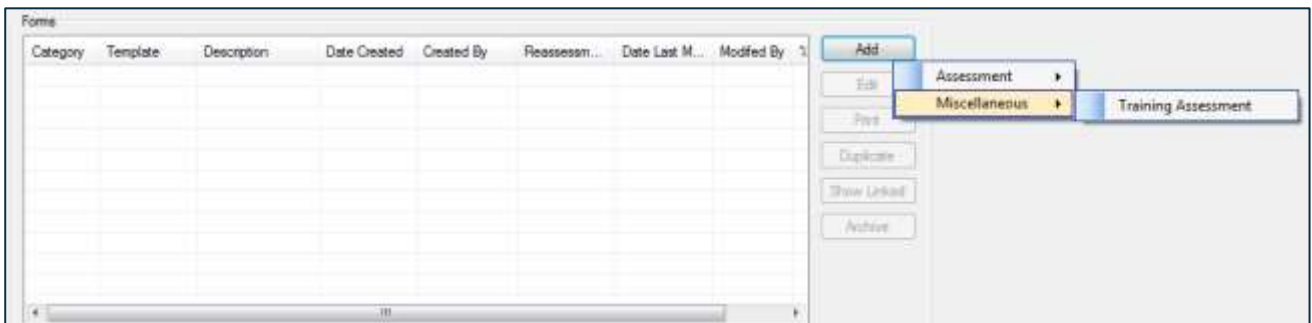 Forms
Category Template Description Date Created Created By Reassessm... Date Last M... Modified By % Add
Edit
Assessment
Miscellaneous Training Assessment
Print
Duplicate
Show Linked
Archive